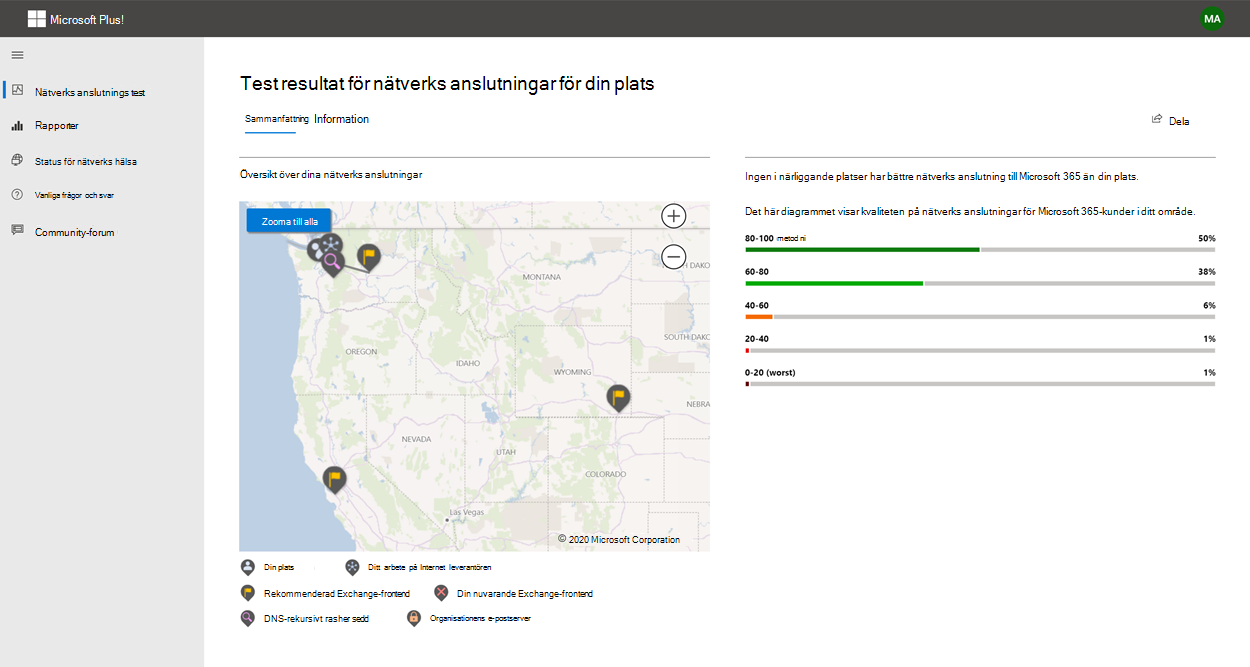 Microsoft Plus!
MA
Nätverks anslutnings test
Rapporter
Status för nätverks hälsa
Vanliga frågor och svar
Community-forum
Test resultat för nätverks anslutningar för din plats
Sammanfattning Information
Dela
Översikt över dina nätverks anslutningar
Zooma till alla
MONTANA
H DAKO
OREGON
IDAHO
SOUTH DAKO
WYOMING
NEBRA
NEVADA
UTAH
COLORADO
Las Vegas
© 2020 Microsoft Corporation
Din plats
Ditt arbete på Internet leverantören
Rekommenderad Exchange-frontend
Din nuvarande Exchange-frontend
DNS-rekursivt rasher sedd
Organisationens e-postserver
Ingen i närliggande platser har bättre nätverks anslutning till Microsoft 365 än din plats.
Det här diagrammet visar kvaliteten på nätverks anslutningar för Microsoft 365-kunder i ditt område.
80-100 metod ni 50%
60-80 38%
40-60 6%
20-40 1%
0-20 (worst) 1%